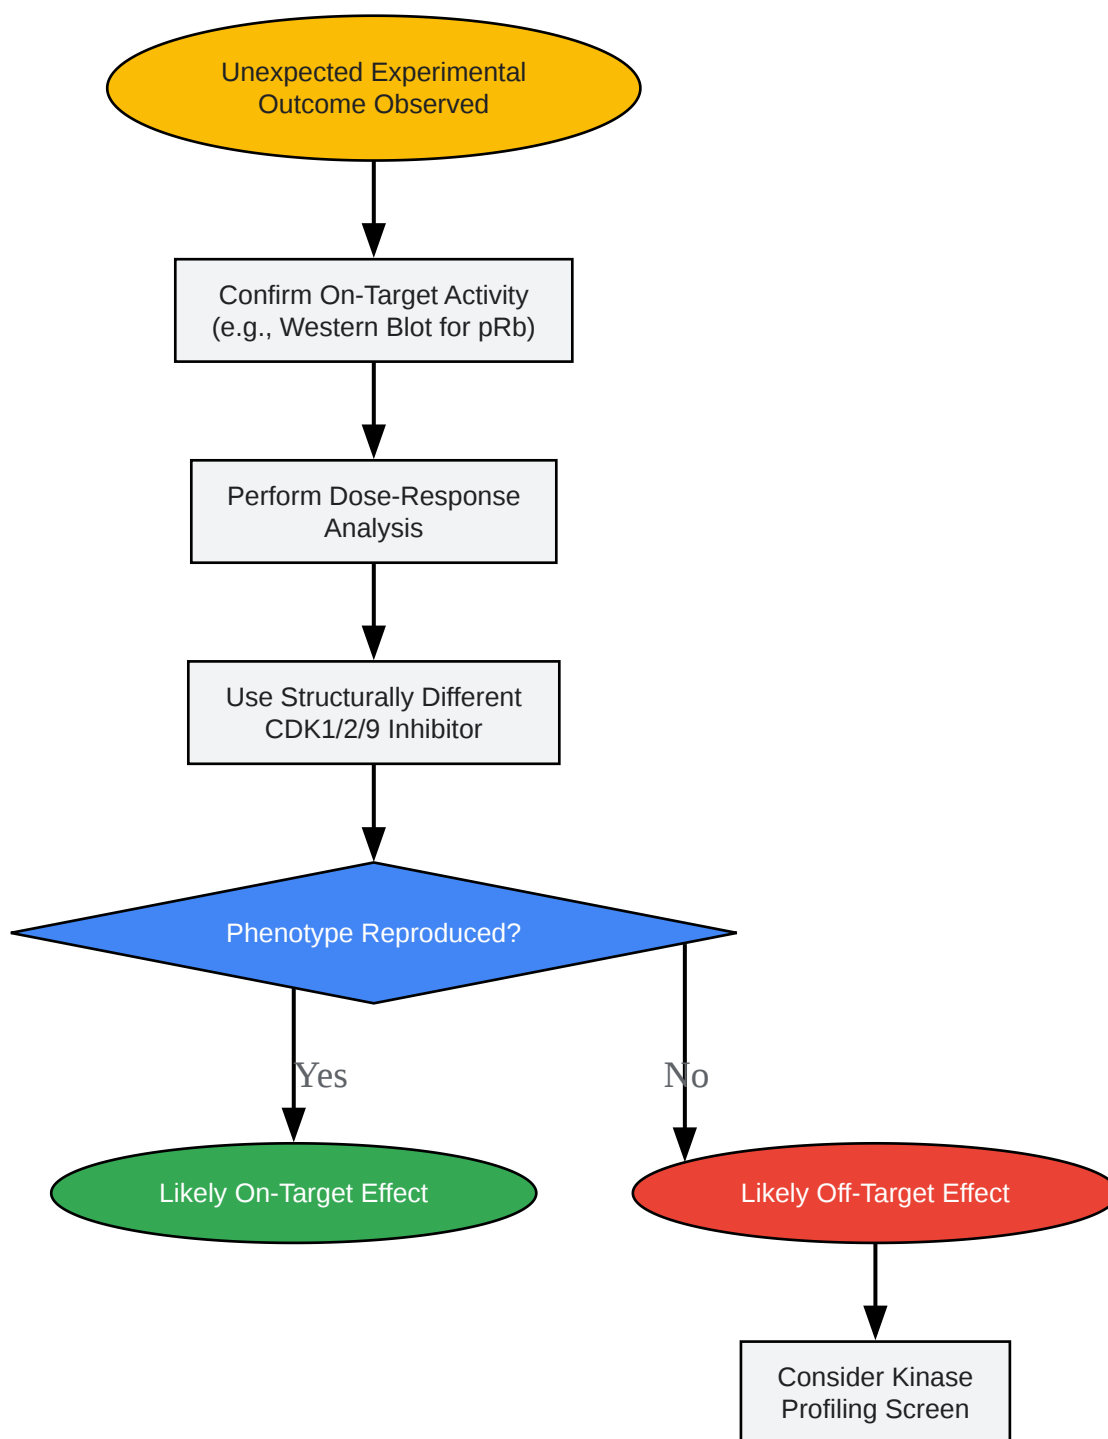 Unexpected Experimental
Outcome Observed
Confirm On-Target Activity
(e.g., Western Blot for pRb)
Perform Dose-Response
Analysis
Use Structurally Different
CDK1/2/9 Inhibitor
Phenotype Reproduced?
Yes
No
Likely On-Target Effect
Likely Off-Target Effect
Consider Kinase
Profiling Screen